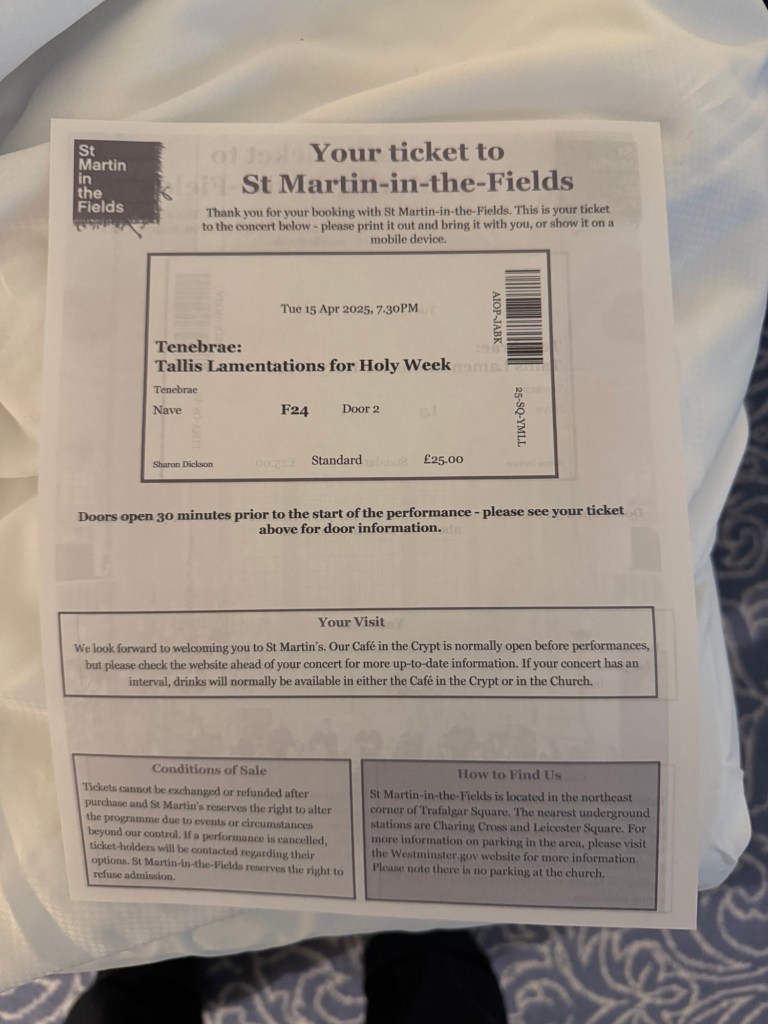 St
Martin
in
the
Fields
Your ticket to
St Martin-in-the-Fields
Thank you for your booking with St Martin-in-the-Fields. This is your ticket
to the concert below - please print it out and bring it with you, or show it on a
mobile device.
Tue 15 Apr 2025, 7.30PM
AIOP-JABK
Tenebrae:
Tallis Lamentations for Holy Week
Tenebrae
Nave F24 Door 2
25-SQ-YMLL
Sharon Dickson Standard £25.00
Doors open 30 minutes prior to the start of the performance - please see your ticket
above for door information.
Your Visit
We look forward to welcoming you to St Martin's. Our Café in the Crypt is normally open before performances,
but please check the website ahead of your concert for more up-to-date information. If your concert has an
interval, drinks will normally be available in either the Café in the Crypt or in the Church.
Conditions of Sale
Tickets cannot be exchanged or refunded after
purchase and St Martin's reserves the right to alter
the programme due to events or circumstances
beyond our control. If a performance is cancelled,
ticket-holders will be contacted regarding their
options. St Martin-in-the-Fields reserves the right to
refuse admission.
How to Find Us
St Martin-in-the-Fields is located in the northeast
corner of Trafalgar Square. The nearest underground
stations are Charing Cross and Leicester Square. For
more information on parking in the area, please visit
the Westminster.gov website for more information.
Please note there is no parking at the church.